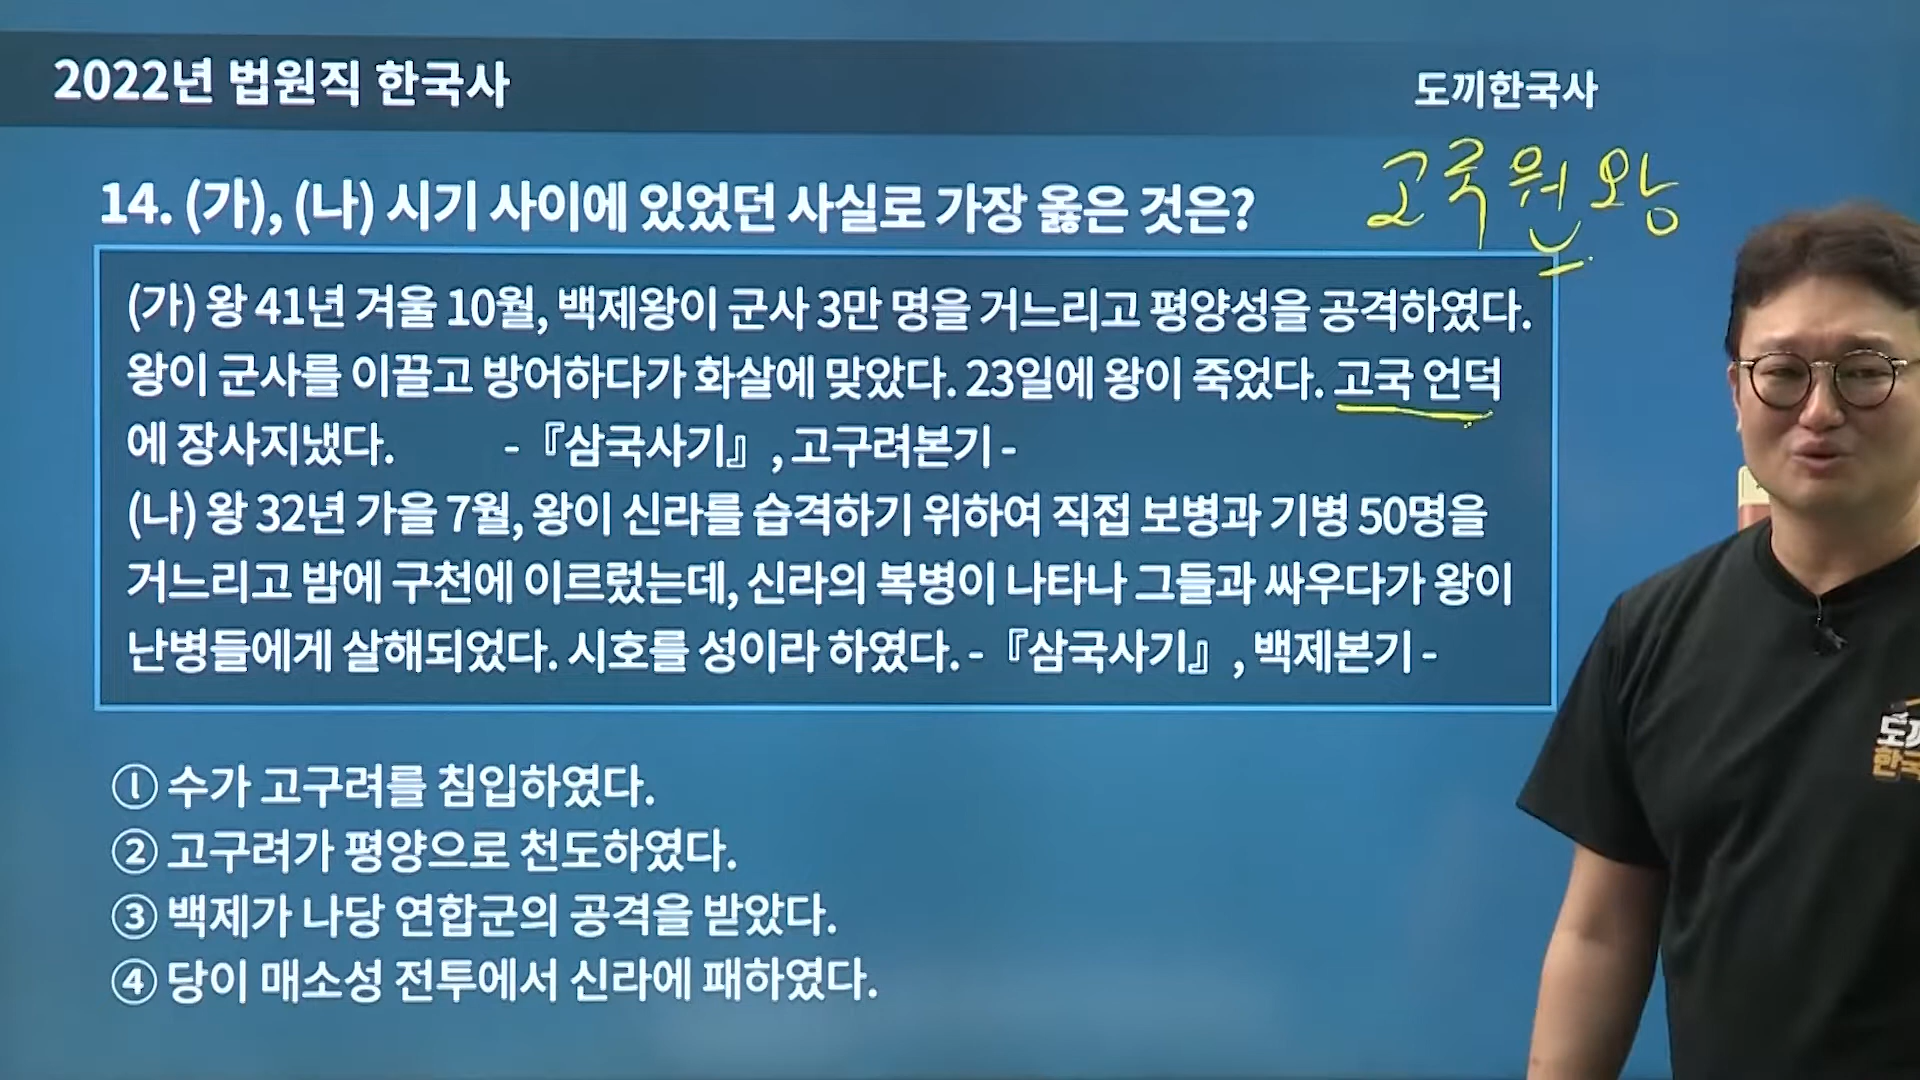 2022년 법원직 한국사
도끼한국사
고국원왕
14. (가), (나) 시기 사이에 있었던 사실로 가장 옳은 것은?
(가) 왕 41년 겨울 10월, 백제왕이 군사 3만 명을 거느리고 평양성을 공격하였다.
왕이 군사를 이끌고 방어하다가 화살에 맞았다. 23일에 왕이 죽었다. 고국 언덕
에 장사지냈다. -『삼국사기』, 고구려본기 -
(나) 왕 32년 가을 7월, 왕이 신라를 습격하기 위하여 직접 보병과 기병 50명을
거느리고 밤에 구천에 이르렀는데, 신라의 복병이 나타나 그들과 싸우다가 왕이
난병들에게 살해되었다. 시호를 성이라 하였다. -『삼국사기』, 백제본기 -
① 수가 고구려를 침입하였다.
② 고구려가 평양으로 천도하였다.
③ 백제가 나당 연합군의 공격을 받았다.
④ 당이 매소성 전투에서 신라에 패하였다.